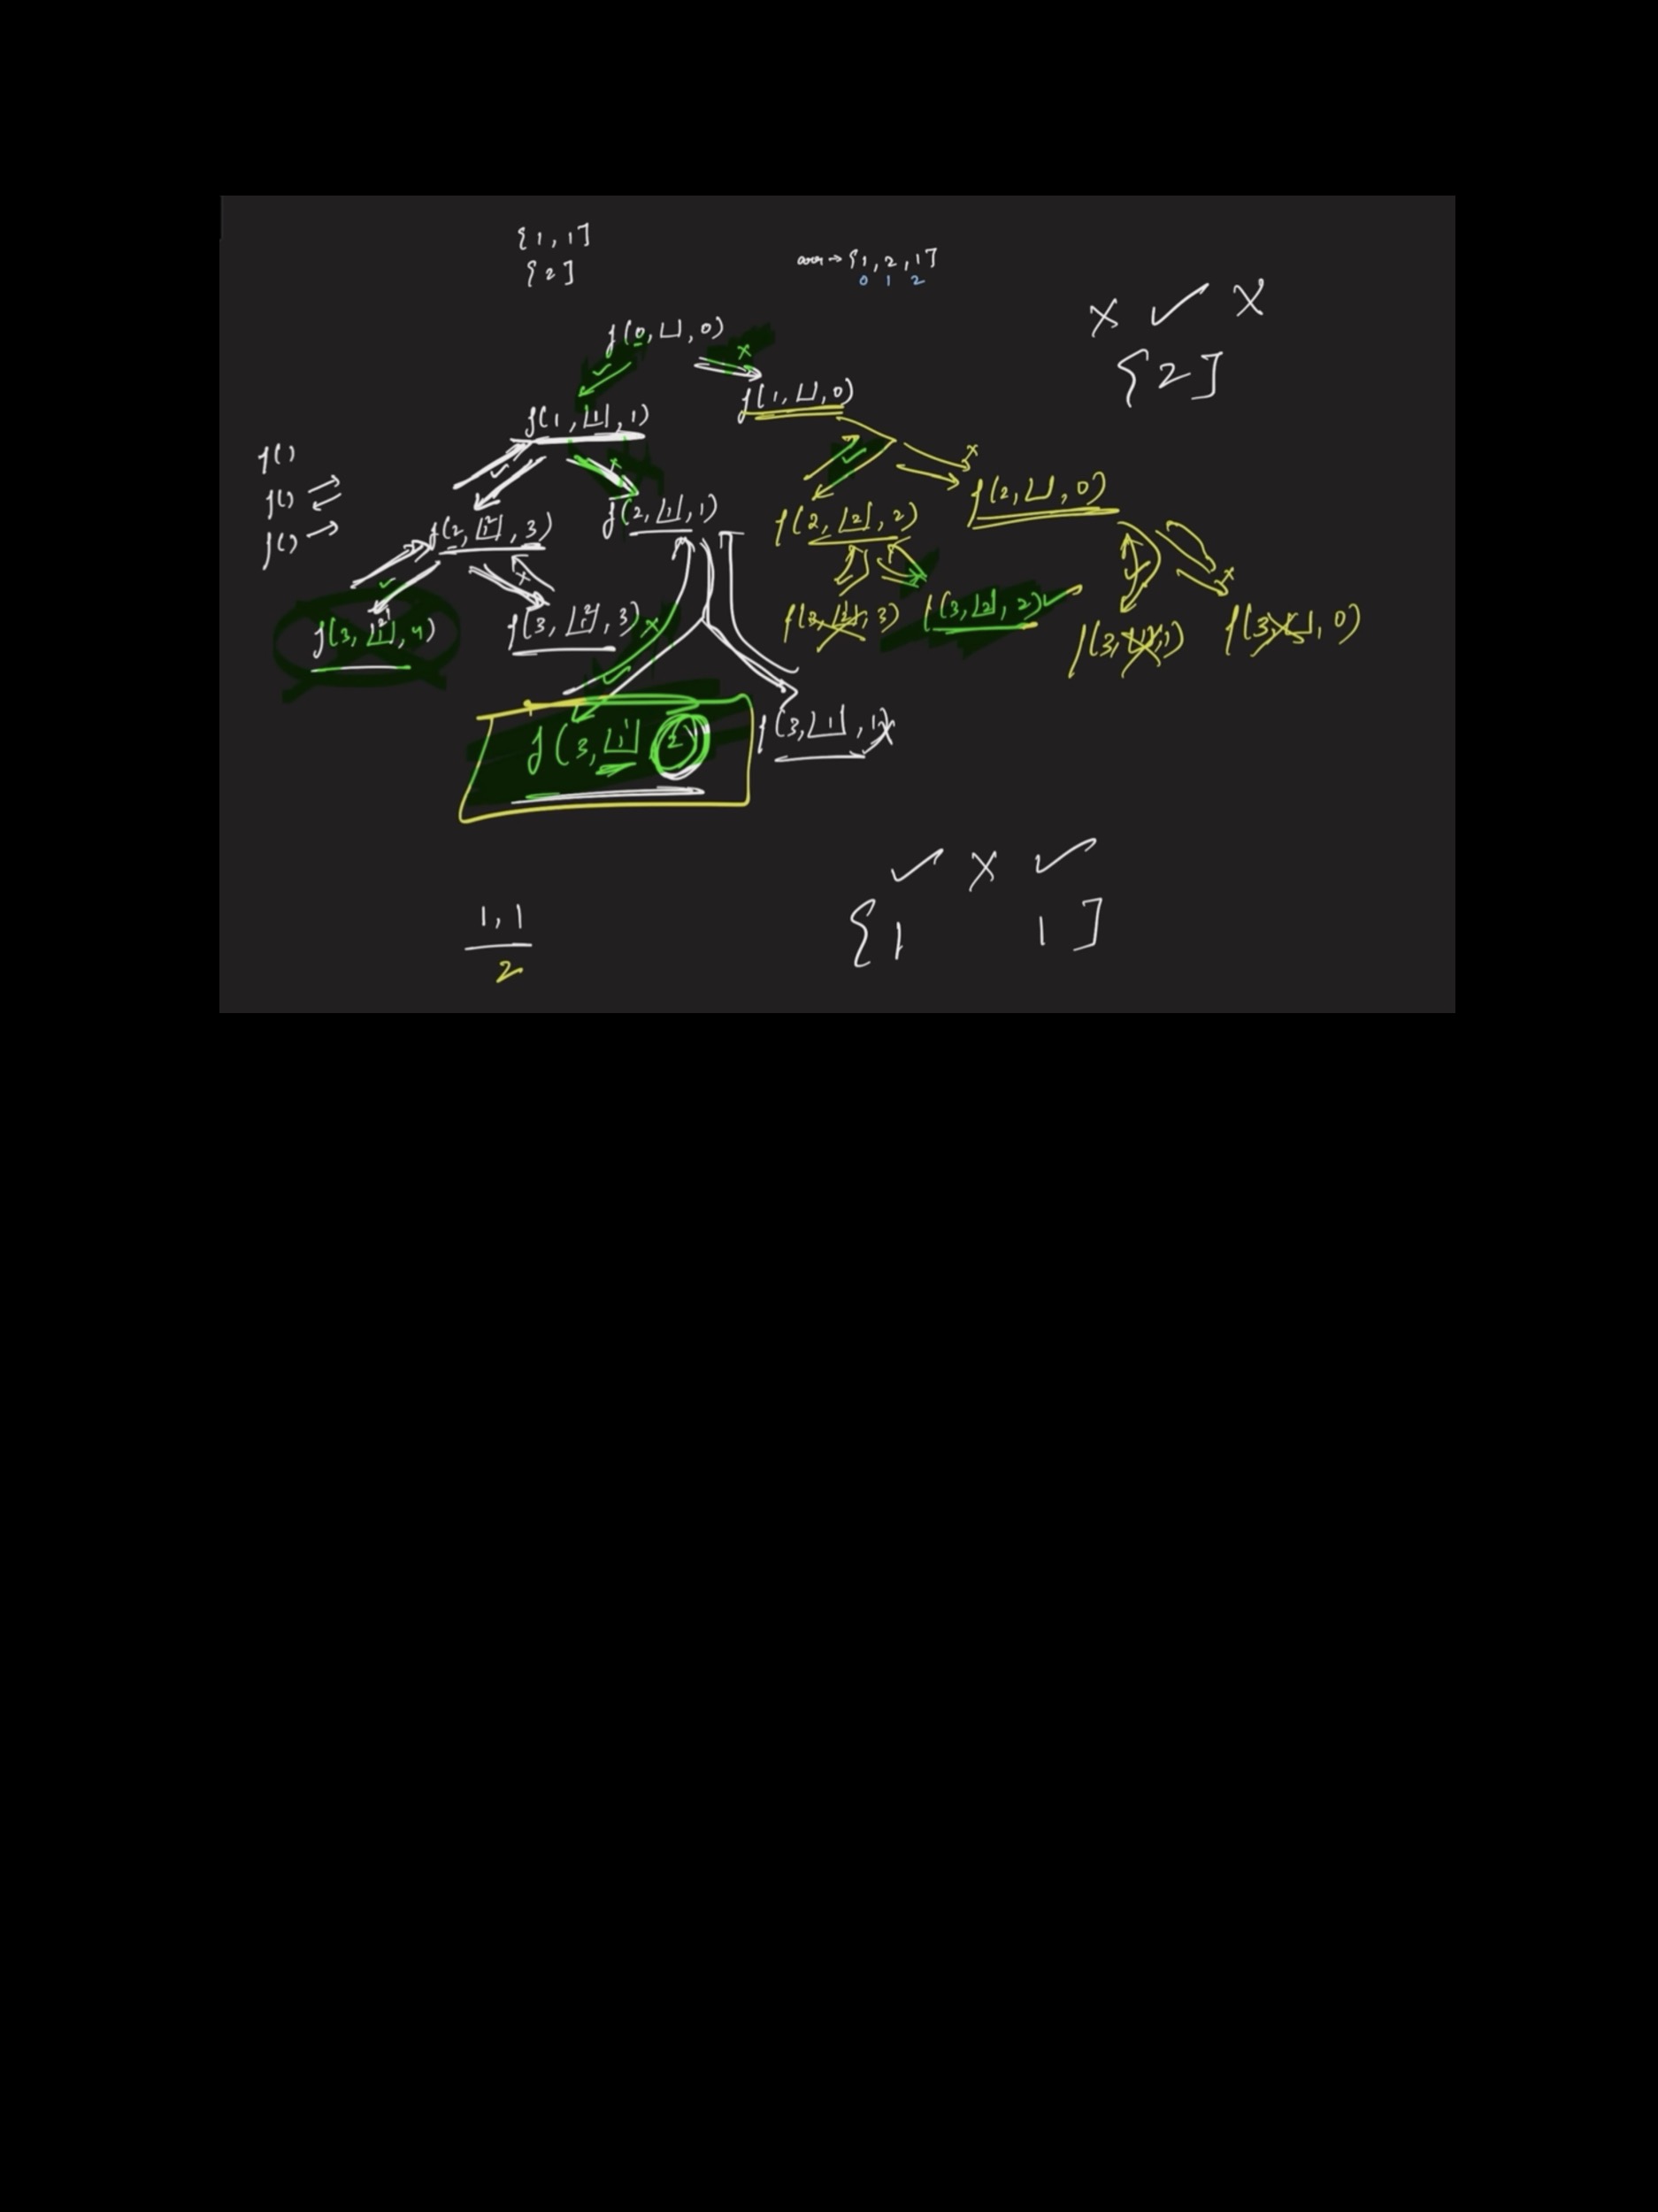 {1, 1]
{2]
arr → {1, 2, 1]
0 1 2
x ✓ x
{2]
f(0, ⊔, 0)
✓ x
f(1, ⊔, 0)
f(1, |1|, 1)
✓ x
✓ x
f()
f()
f()
f(2, |1 2|, 3)
f(2, |1|, 1)
f(2, |2|, 2)
f(2, ⊔, 0)
✓ x
f(3, |1 2 1|, 4)
f(3, |1 2|, 3) x
f(3, 3)
f(3, |2|, 2) ✓
f(3, 1)
f(3, ⊔, 0)
✓
f(3, |1 1|, 2)
f(3, |1|, 1) x
✓ x ✓
{1 1]
1, 1
2